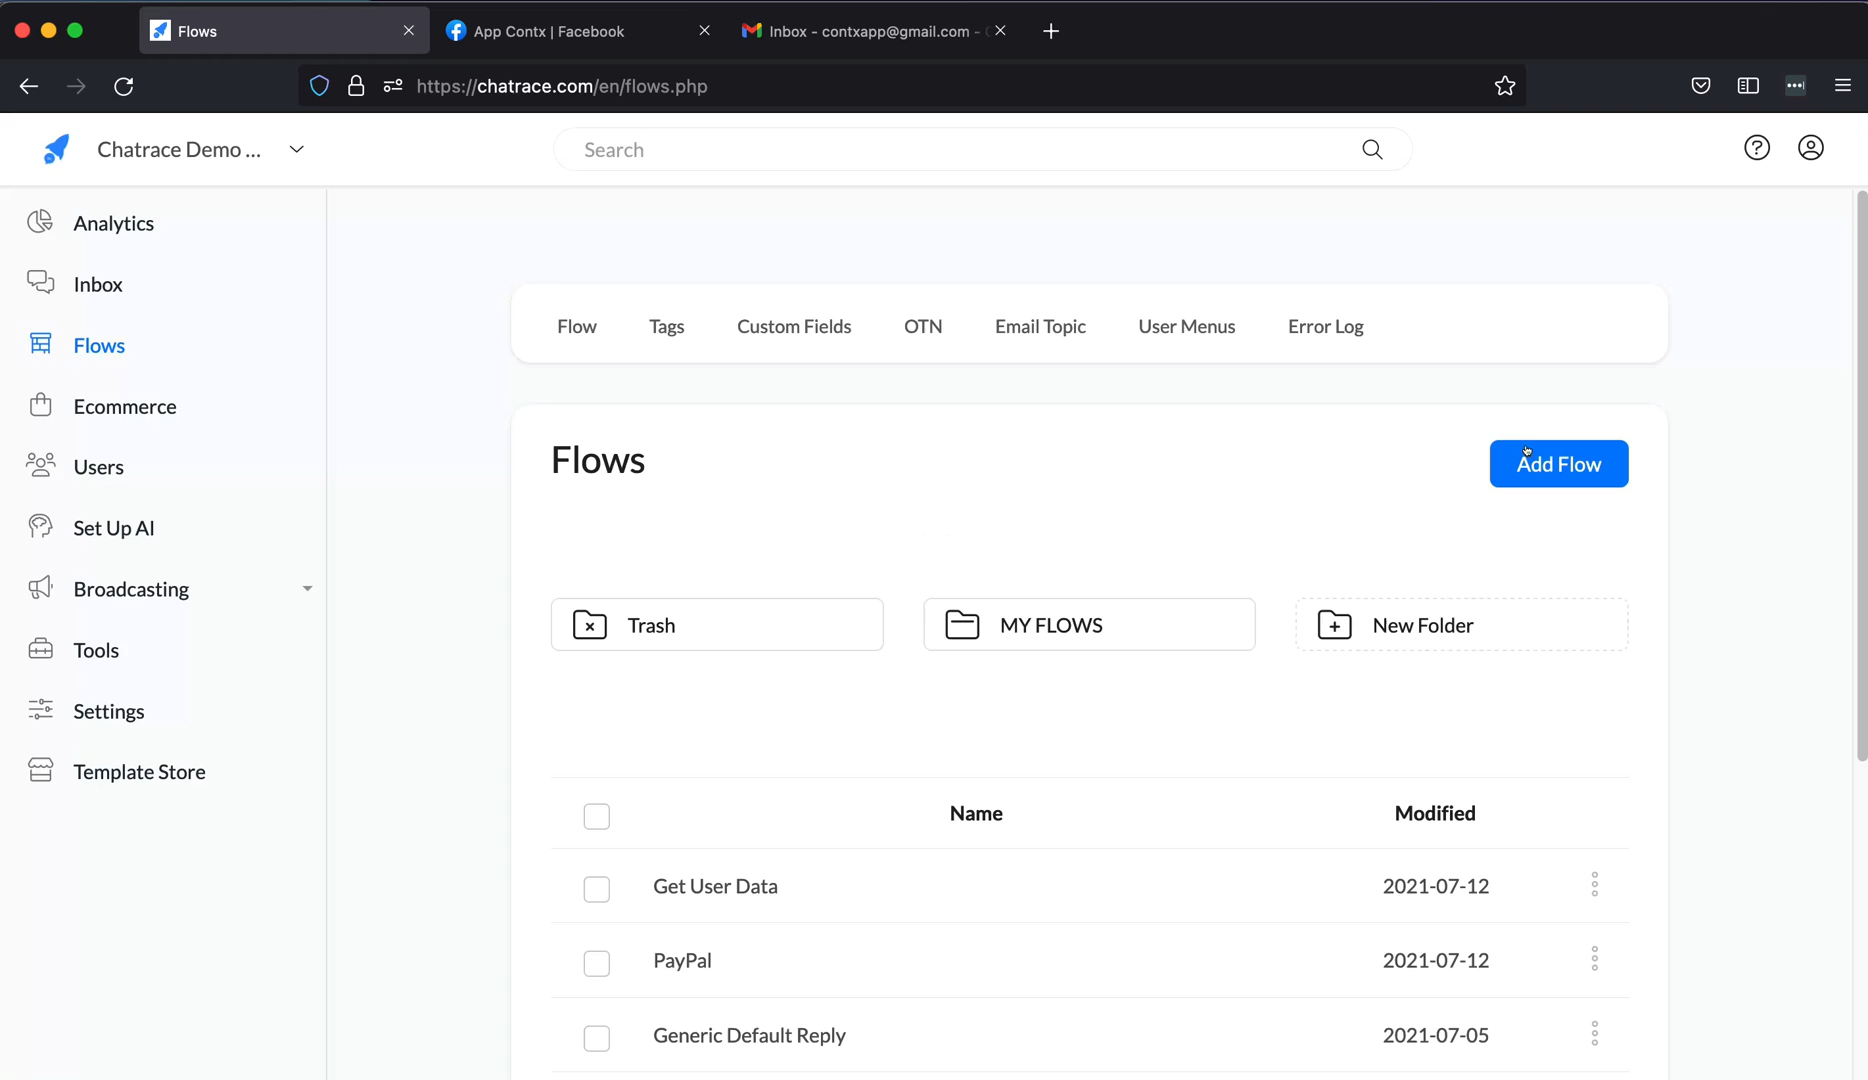 Flows
App Contx | Facebook
Inbox - contxapp@gmail.com -
https://chatrace.com/en/flows.php
Chatrace Demo ...
Search
Analytics
Inbox
Flows
Ecommerce
Users
Set Up AI
Broadcasting
Tools
Settings
Template Store
Flow Tags Custom Fields OTN Email Topic User Menus Error Log
Flows
Add Flow
Trash
MY FLOWS
New Folder
Name Modified
Get User Data 2021-07-12
PayPal 2021-07-12
Generic Default Reply 2021-07-05